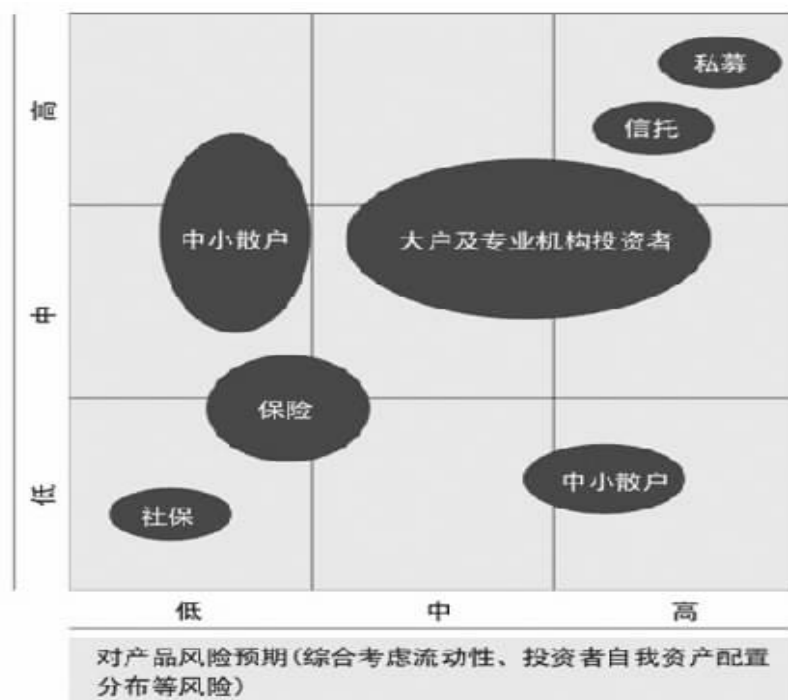 高
私募
信托
中小散户
大户及专业机构投资者
中
保险
中小散户
低
社保
低 中 高
对产品风险预期(综合考虑流动性、投资者自我资产配置
分布等风险)